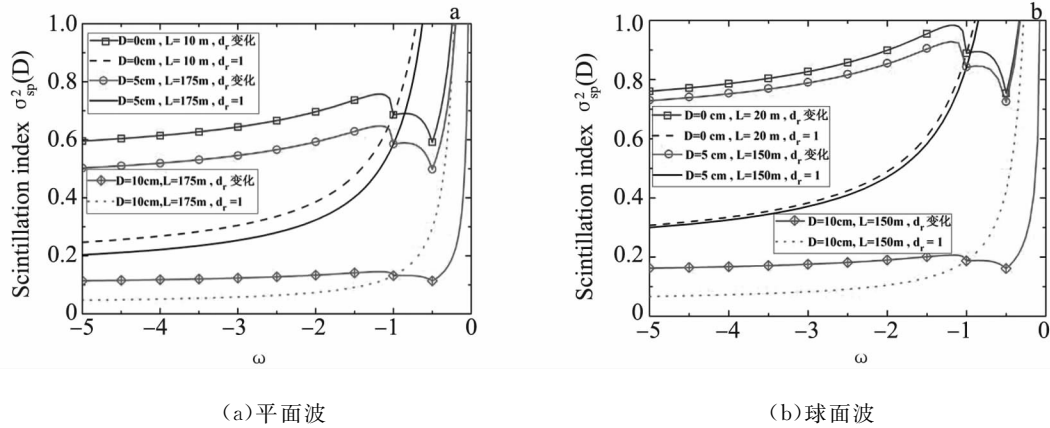 a
Scintillation index σ²sp(D)
1.0
0.8
0.6
0.4
0.2
0
D=0cm , L= 10 m , dr 变化
D=0cm , L= 10 m , dr=1
D=5cm , L=175m , dr 变化
D=5cm , L=175m , dr=1
D=10cm,L=175m , dr 变化
D=10cm,L=175m , dr=1
–5 –4 –3 –2 –1 0
ω
(a)平面波
b
Scintillation index σ²sp(D)
1.0
0.8
0.6
0.4
0.2
0
D=0 cm , L= 20 m , dr 变化
D=0 cm , L= 20 m , dr = 1
D=5 cm , L=150m , dr 变化
D=5 cm , L=150m , dr = 1
D=10cm, L=150m , dr 变化
D=10cm, L=150m , dr = 1
–5 –4 –3 –2 –1 0
ω
(b)球面波